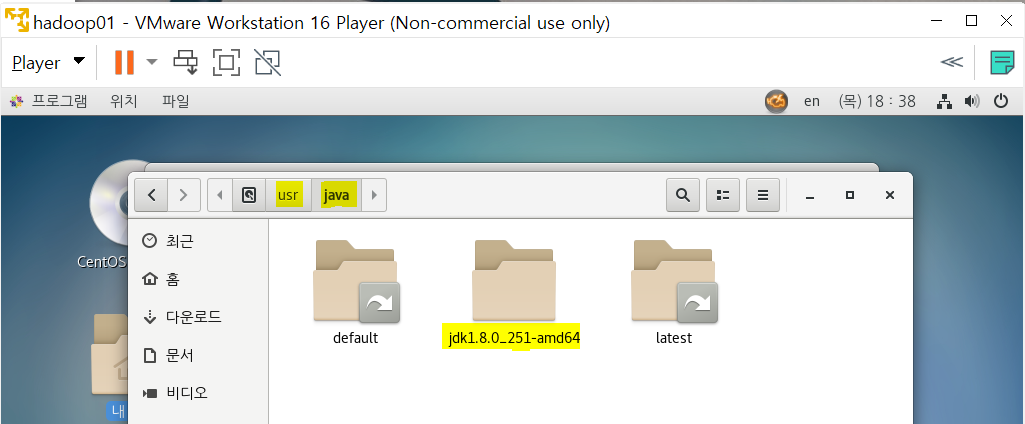 hadoop01 - VMware Workstation 16 Player (Non-commercial use only)
Player
프로그램 위치 파일 en (목) 18 : 38
usr java
최근
홈
다운로드
문서
비디오
CentOS
default jdk1.8.0_251-amd64 latest
내